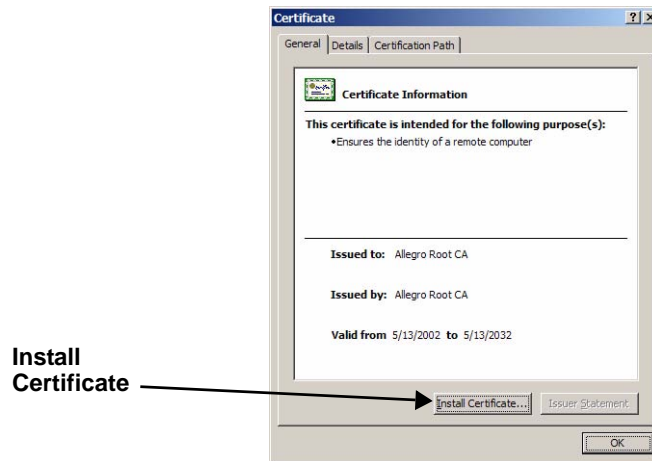 Certificate
General Details Certification Path
Certificate Information
This certificate is intended for the following purpose(s):
•Ensures the identity of a remote computer
Issued to: Allegro Root CA
Issued by: Allegro Root CA
Valid from 5/13/2002 to 5/13/2032
Install
Certificate
Install Certificate... Issuer Statement
OK